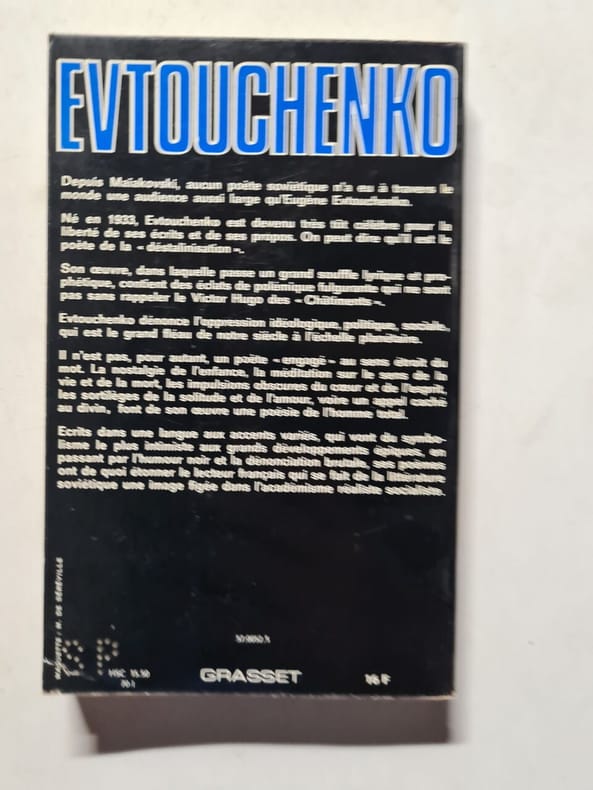 EVTOUCHENKO
Depuis Maïakovski, aucun poète soviétique n'a eu à travers le
monde une audience aussi large qu'Eugène Evtouchenko.
Né en 1933, Evtouchenko est devenu très tôt célèbre pour la
liberté de ses écrits et de ses propos. On peut dire qu'il est le
poète de la « déstalinisation ».
Son œuvre, dans laquelle passe un grand souffle lyrique et pro-
phétique, contient des éclats de polémique fulgurante, qui ne sont
pas sans rappeler le Victor Hugo des « Châtiments ».
Evtouchenko dénonce l'oppression idéologique, politique, sociale,
qui est le grand fléau de notre siècle à l'échelle planétaire.
Il n'est pas, pour autant, un poète « engagé » au sens étroit du
mot. La nostalgie de l'enfance, la méditation sur le sens de la
vie et de la mort, les impulsions obscures du cœur et de l'esprit,
les sortilèges de la solitude et de l'amour, voire un appel caché
au divin, font de son œuvre une poésie de l'homme total.
Ecrits dans une langue aux accents variés, qui vont du symbo-
lisme le plus intimiste aux grands développements épiques, en
passant par l'humour noir et la dénonciation brutale, ses poèmes
ont de quoi étonner le lecteur français qui se fait de la littérature
soviétique une image figée dans l'académisme réaliste socialiste.
MAQUETTE : H. DE SÉRÉVILLE
SP
GRASSET
16 F